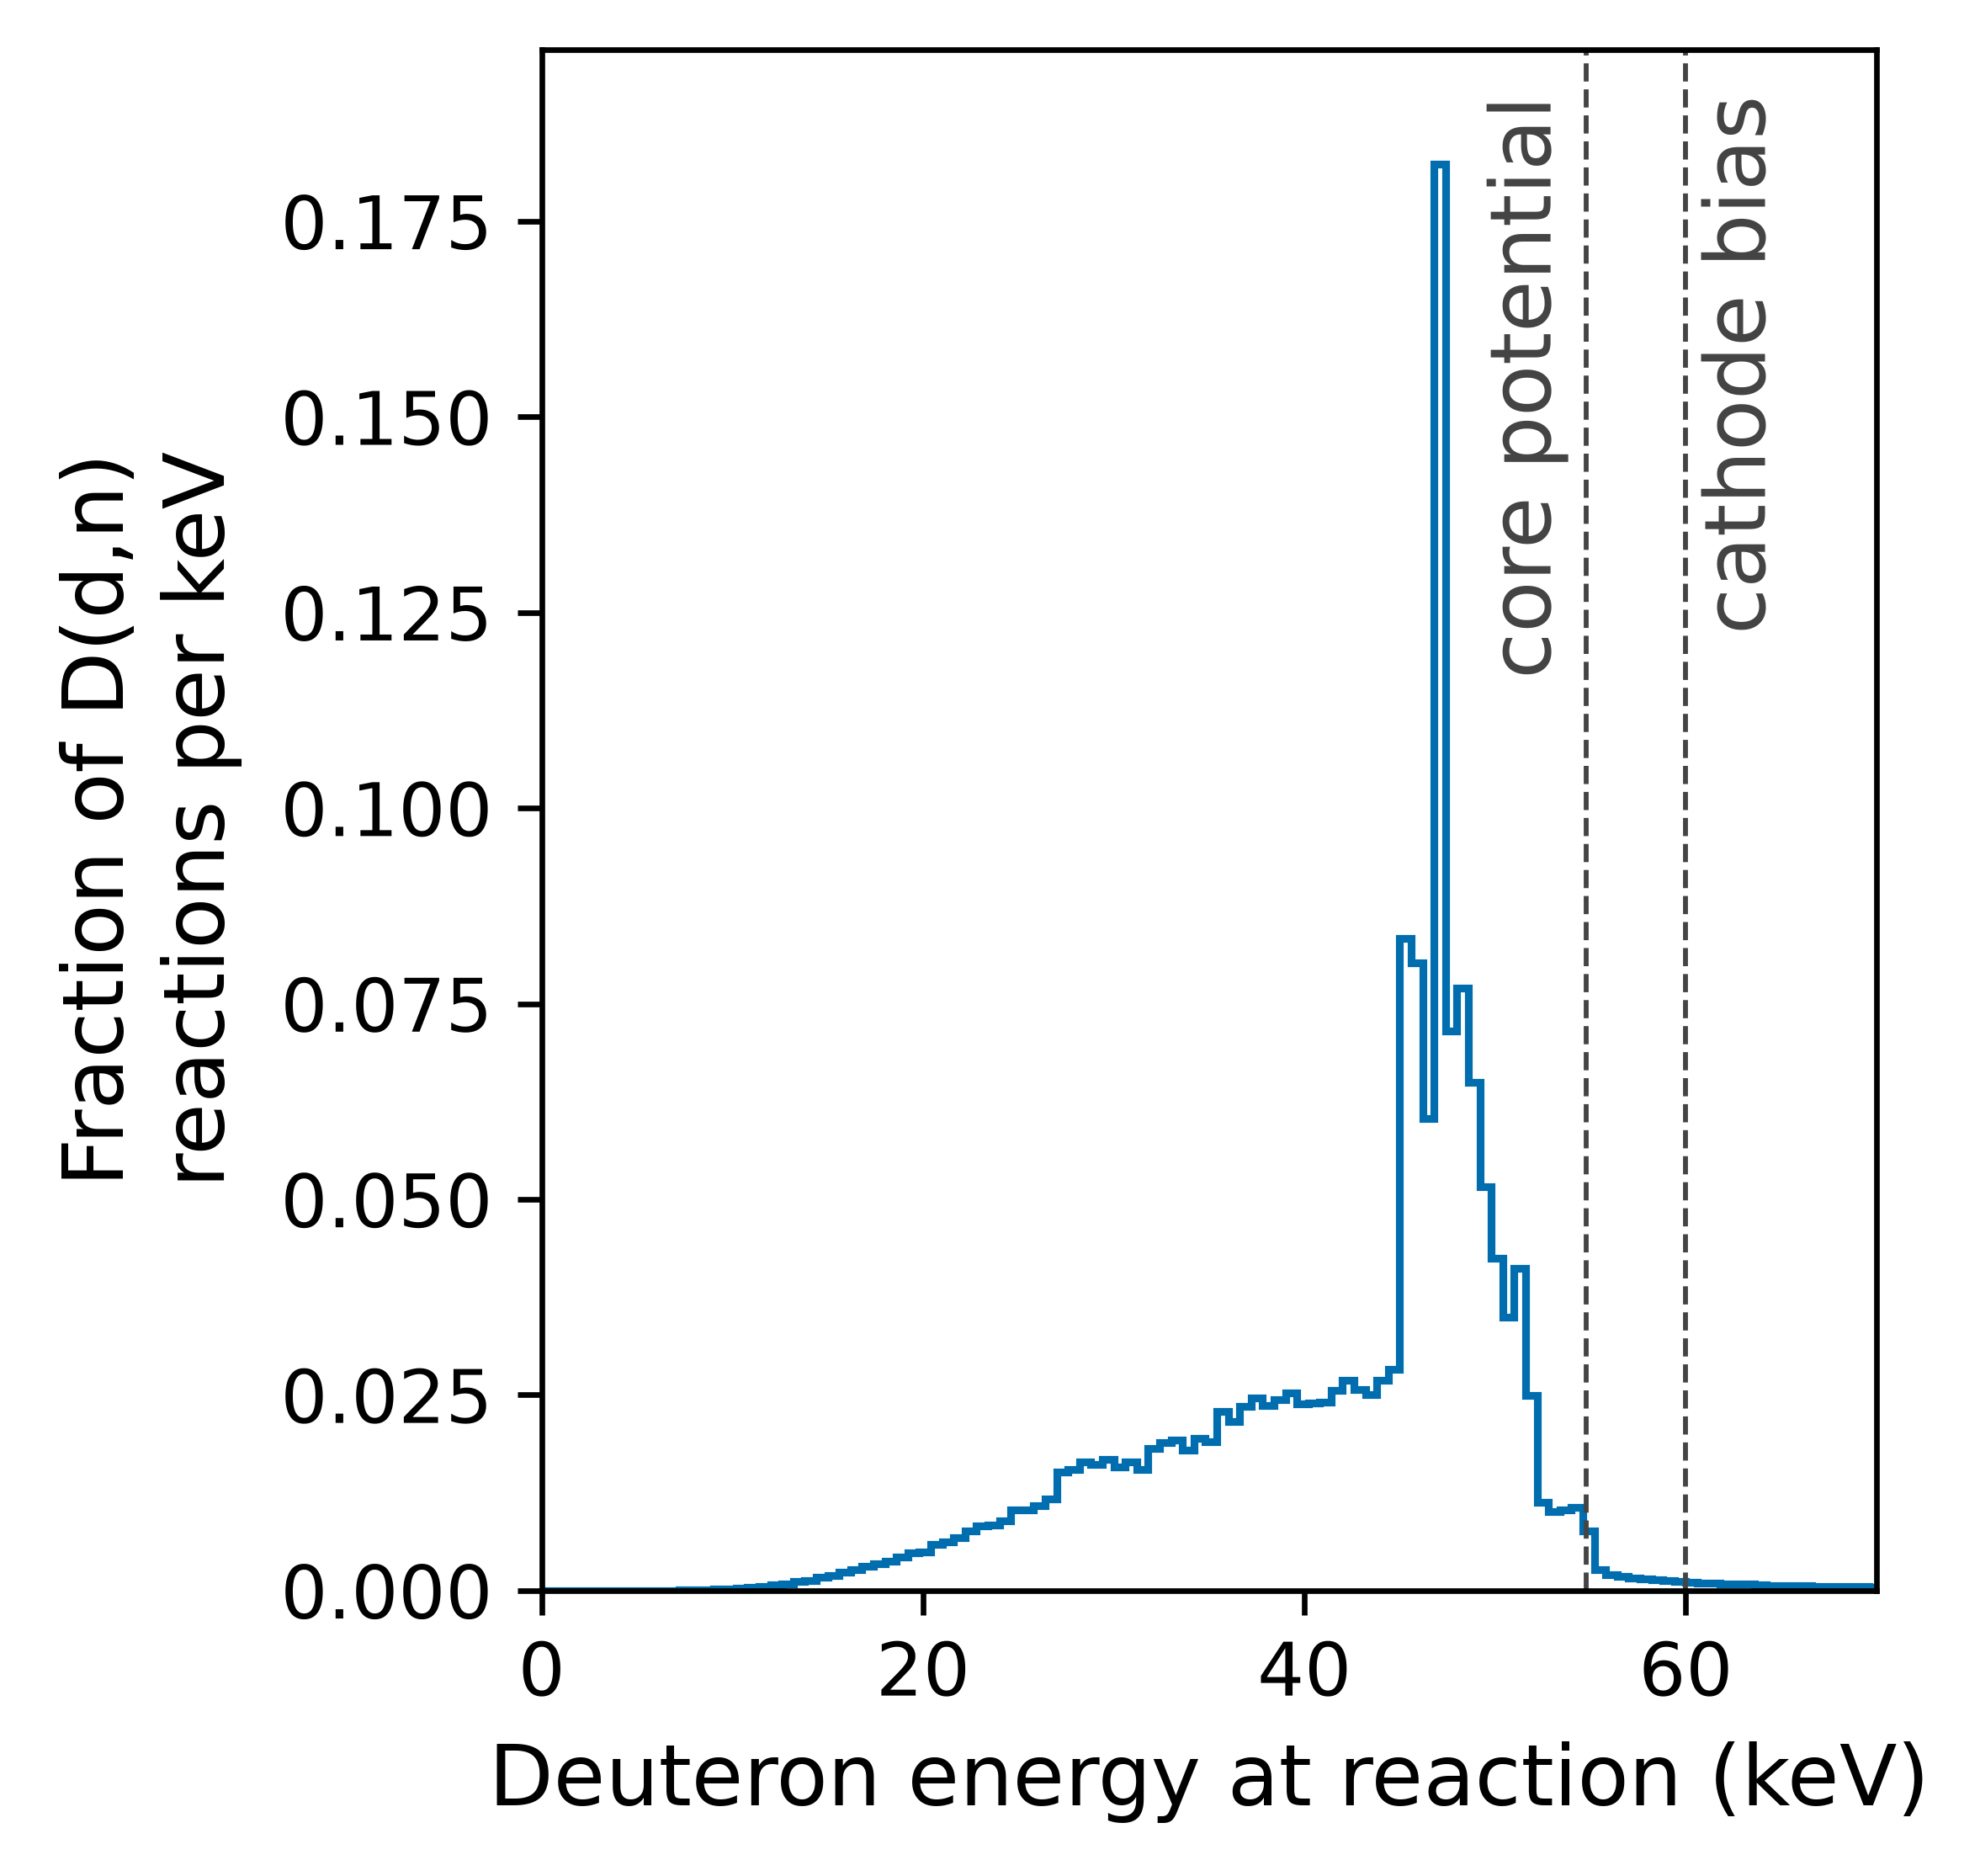 Fraction of D(d,n)
reactions per keV
0.175
0.150
0.125
0.100
0.075
0.050
0.025
0.000
core potential
cathode bias
0
20
40
60
Deuteron energy at reaction (keV)